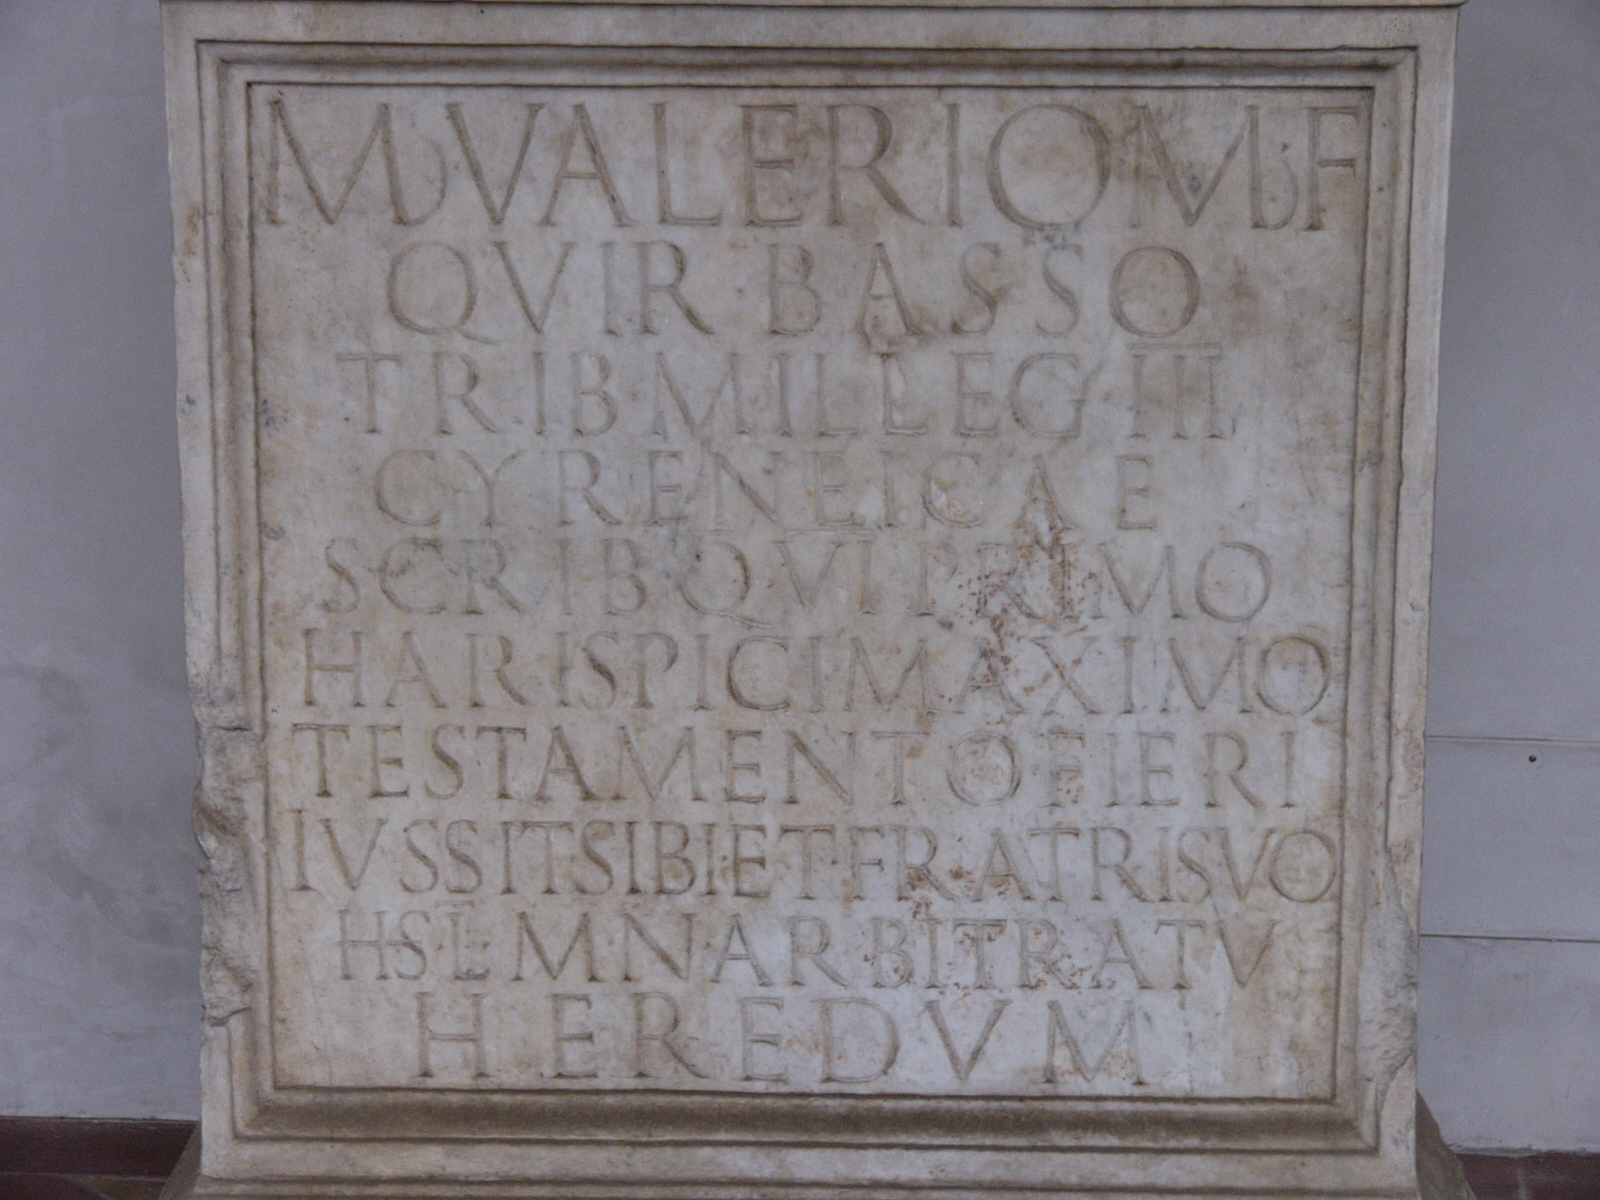 M VALERIO M F
QVIR BASSO
TRIB MIL LEG III
CYRENEICAE
SCRIB Q VI PRIMO
HARISPICI MAXIMO
TESTAMENTO FIERI
IVSSIT SIBI ET FRATRI SVO
HS L M N ARBITRATV
HEREDVM